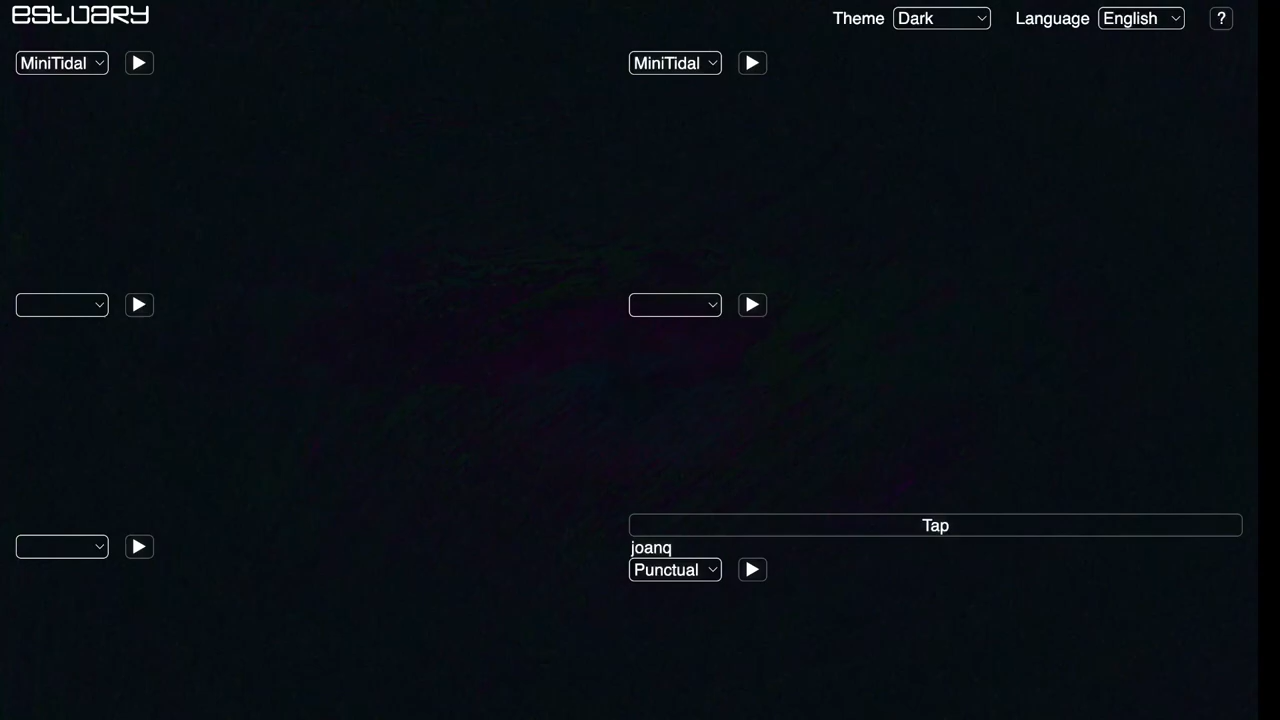 estuary
Theme Dark Language English ?
MiniTidal
MiniTidal
Tap
joanq
Punctual